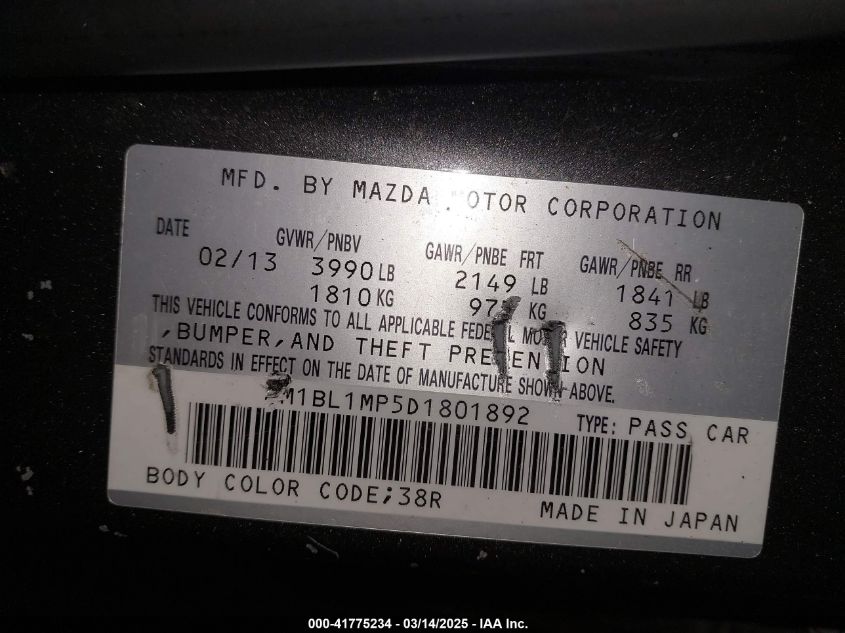 MFD. BY MAZDA OTOR CORPORATION
DATE GVWR/PNBV GAWR/PNBE FRT GAWR/PNBE RR
02/13 3990LB 2149 LB 1841 LB
1810KG KG 835 KG
THIS VEHICLE CONFORMS TO ALL APPLICABLE FEDERAL MOTOR VEHICLE SAFETY
,BUMPER,AND THEFT PREVENTION
STANDARDS IN EFFECT ON THE DATE OF MANUFACTURE SHOWN ABOVE.
M1BL1MP5D1801892 TYPE: PASS CAR
BODY COLOR CODE;38R
MADE IN JAPAN
000-41775234 - 03/14/2025 - IAA Inc.